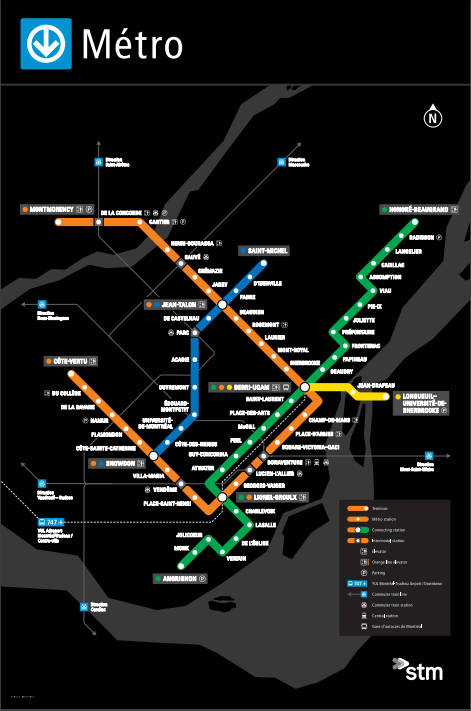 Métro
N
Direction
Saint-Jérôme
Direction
Mascouche
MONTMORENCY
DE LA CONCORDE
CARTIER
HONORÉ-BEAUGRAND
RADISSON
LANGELIER
CADILLAC
ASSOMPTION
VIAU
PIE-IX
JOLIETTE
PRÉFONTAINE
FRONTENAC
PAPINEAU
BEAUDRY
HENRI-BOURASSA
SAUVÉ
CRÉMAZIE
JARRY
SAINT-MICHEL
D'IBERVILLE
FABRE
JEAN-TALON
BEAUBIEN
DE CASTELNAU
ROSEMONT
PARC
LAURIER
MONT-ROYAL
SHERBROOKE
ACADIE
OUTREMONT
ÉDOUARD-
MONTPETIT
UNIVERSITÉ-
DE-MONTRÉAL
CÔTE-DES-NEIGES
Direction
Deux-Montagnes
CÔTE-VERTU
DU COLLÈGE
DE LA SAVANE
NAMUR
PLAMONDON
CÔTE-SAINTE-CATHERINE
SNOWDON
VILLA-MARIA
VENDÔME
PLACE-SAINT-HENRI
BERRI-UQAM
JEAN-DRAPEAU
LONGUEUIL–
UNIVERSITÉ-DE-
SHERBROOKE
SAINT-LAURENT
PLACE-DES-ARTS
McGILL
PEEL
GUY-CONCORDIA
ATWATER
CHAMP-DE-MARS
PLACE-D'ARMES
SQUARE-VICTORIA-OACI
BONAVENTURE
LUCIEN-L'ALLIER
GEORGES-VANIER
LIONEL-GROULX
CHARLEVOIX
LASALLE
DE L'ÉGLISE
VERDUN
JOLICOEUR
MONK
ANGRIGNON
Direction
Mont-Saint-Hilaire
Direction
Vaudreuil – Hudson
747
YUL Aéroport
Montréal-Trudeau /
Centre-ville
Direction
Candiac
Terminus
Métro station
Connecting station
Intermodal station
Elevator
Orange line elevator
Parking
747 YUL Montréal-Trudeau Airport / Downtown
Commuter train line
Commuter train station
Central station
Gare d'autocars de Montréal
stm